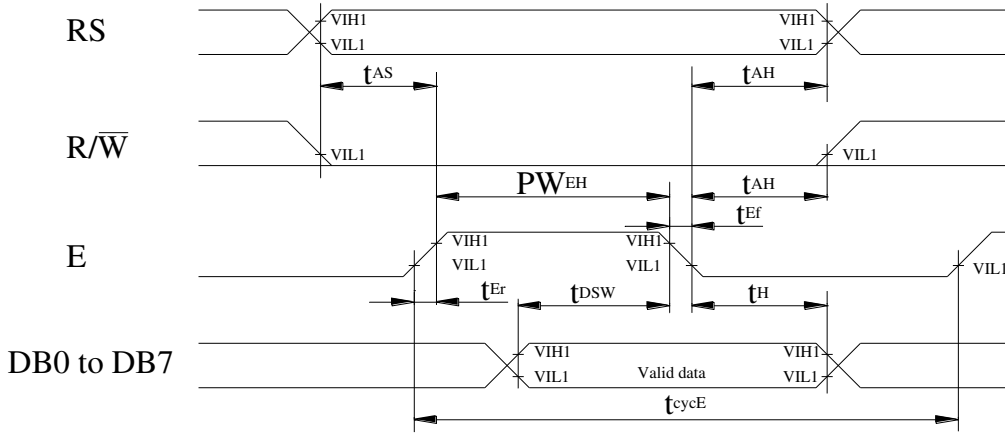 RS
VIH1
VIH1
VIL1
VIL1
tAS
tAH
R/W̅
VIL1
VIL1
PWEH
tAH
tEf
E
VIH1
VIH1
VIL1
VIL1
VIL1
tEr
tDSW
tH
DB0 to DB7
VIH1
VIH1
VIL1
Valid data
VIL1
tcycE